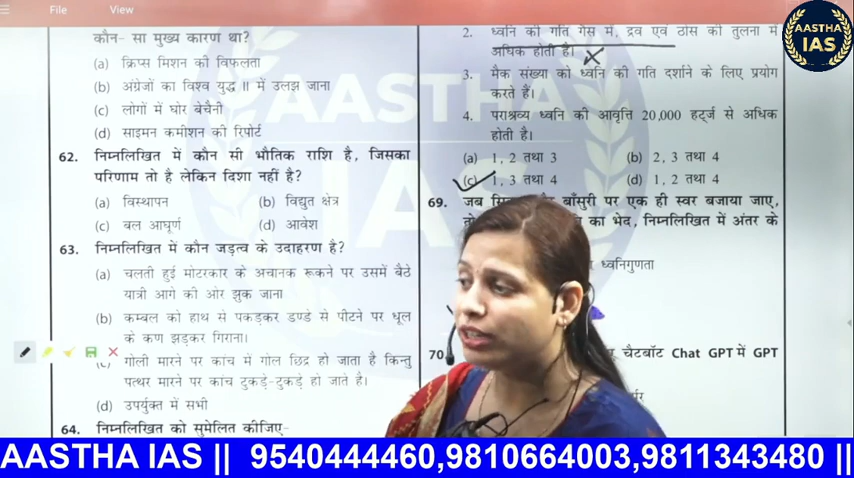 File View
कौन- सा मुख्य कारण था?
(a) क्रिप्स मिशन की विफलता
(b) अंग्रेजों का विश्व युद्ध II में उलझ जाना
(c) लोगों में घोर बेचैनी
(d) साइमन कमीशन की रिपोर्ट
62. निम्नलिखित में कौन सी भौतिक राशि है, जिसका
परिणाम तो है लेकिन दिशा नहीं है?
(a) विस्थापन (b) विद्युत क्षेत्र
(c) बल आघूर्ण (d) आवेश
63. निम्नलिखित में कौन जड़त्व के उदाहरण है?
(a) चलती हुई मोटरकार के अचानक रूकने पर उसमें बैठे
यात्री आगे की ओर झुक जाना
(b) कम्बल को हाथ से पकड़कर डण्डे से पीटने पर धूल
के कण झड़कर गिराना।
(c) गोली मारने पर कांच में गोल छिद्र हो जाता है किन्तु
पत्थर मारने पर कांच टुकड़े-टुकड़े हो जाते है।
(d) उपर्युक्त में सभी
64. निम्नलिखित को सुमेलित कीजिए-
2. ध्वनि की गति गैस में, द्रव एवं ठोस की तुलना में
अधिक होती है।
3. मैक संख्या को ध्वनि की गति दर्शाने के लिए प्रयोग
करते हैं।
4. पराश्रव्य ध्वनि की आवृत्ति 20,000 हर्ट्ज से अधिक
होती है।
(a) 1, 2 तथा 3 (b) 2, 3 तथा 4
(c) 1, 3 तथा 4 (d) 1, 2 तथा 4
69. जब बाँसुरी पर एक ही स्वर बजाया जाए,
का भेद, निम्नलिखित में अंतर के
ध्वनिगुणता
70. चैटबॉट Chat GPT में GPT
AASTHA
IAS
AASTHA
IAS
AASTHA IAS || 9540444460,9810664003,9811343480 ||